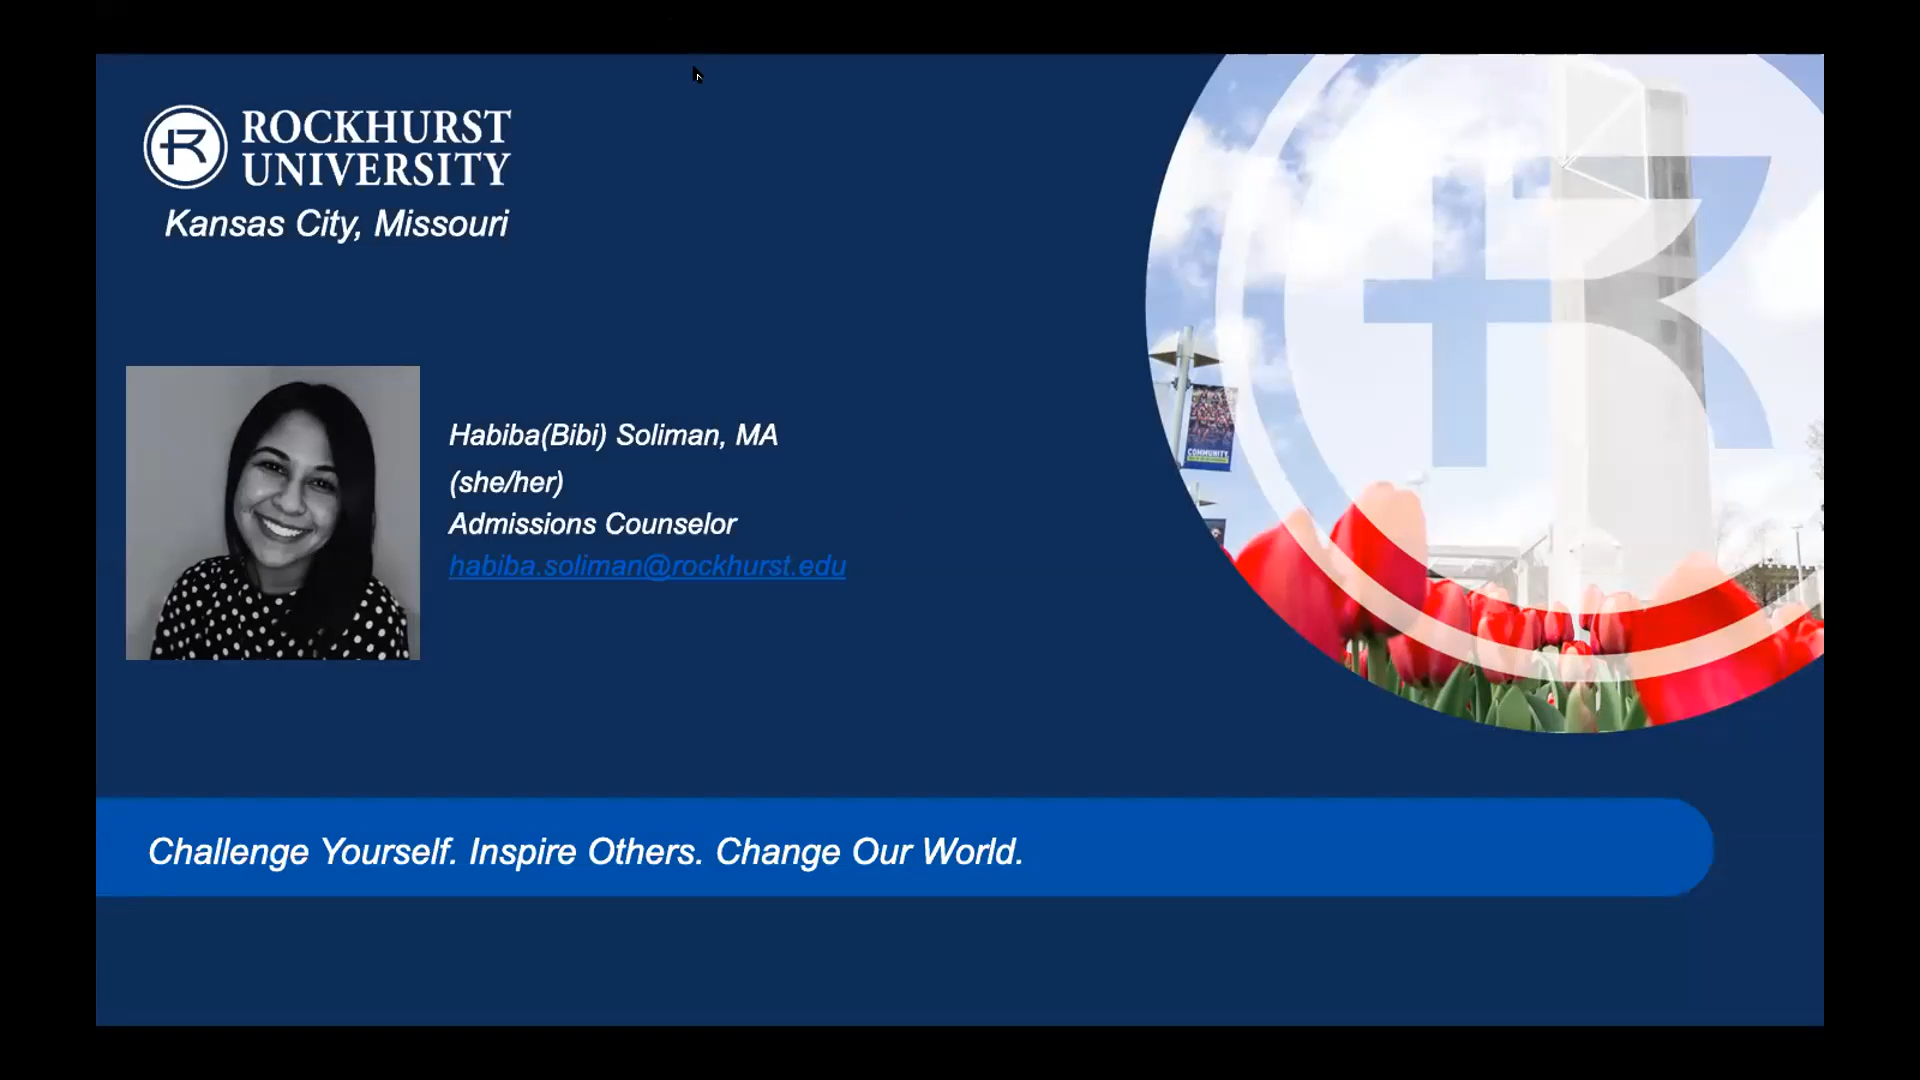 ROCKHURST
UNIVERSITY
Kansas City, Missouri
Habiba(Bibi) Soliman, MA
(she/her)
Admissions Counselor
habiba.soliman@rockhurst.edu
COMMUNITY
Challenge Yourself. Inspire Others. Change Our World.